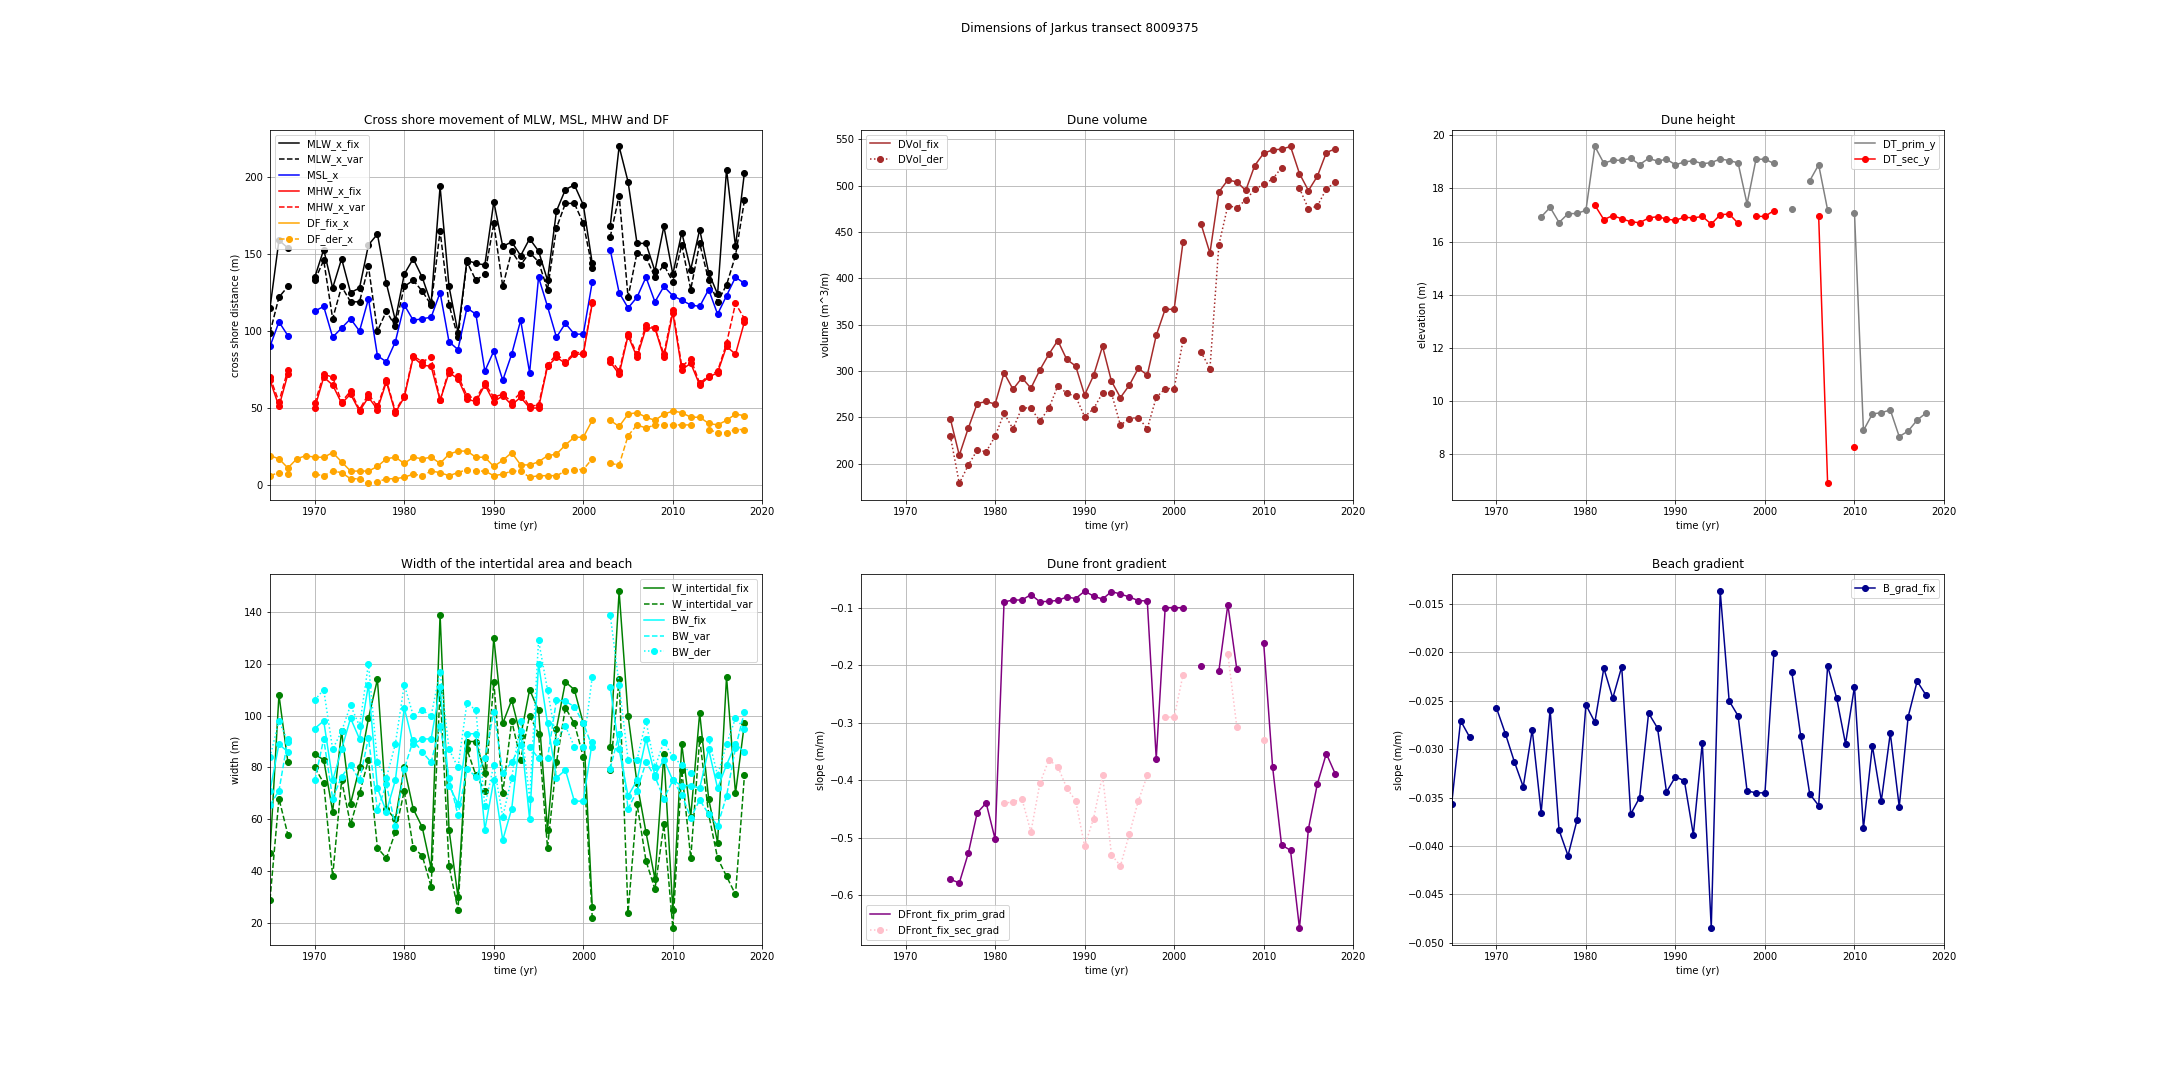 Dimensions of Jarkus transect 8009375
Cross shore movement of MLW, MSL, MHW and DF
MLW_x_fix
MLW_x_var
MSL_x
MHW_x_fix
MHW_x_var
DF_fix_x
DF_der_x
cross shore distance (m)
200
150
100
50
0
1970 1980 1990 2000 2010 2020
time (yr)
Dune volume
DVol_fix
DVol_der
volume (m^3/m)
550
500
450
400
350
300
250
200
1970 1980 1990 2000 2010 2020
time (yr)
Dune height
DT_prim_y
DT_sec_y
elevation (m)
20
18
16
14
12
10
8
1970 1980 1990 2000 2010 2020
time (yr)
Width of the intertidal area and beach
W_intertidal_fix
W_intertidal_var
BW_fix
BW_var
BW_der
width (m)
140
120
100
80
60
40
20
1970 1980 1990 2000 2010 2020
time (yr)
Dune front gradient
slope (m/m)
−0.1
−0.2
−0.3
−0.4
−0.5
−0.6
DFront_fix_prim_grad
DFront_fix_sec_grad
1970 1980 1990 2000 2010 2020
time (yr)
Beach gradient
B_grad_fix
slope (m/m)
−0.015
−0.020
−0.025
−0.030
−0.035
−0.040
−0.045
−0.050
1970 1980 1990 2000 2010 2020
time (yr)